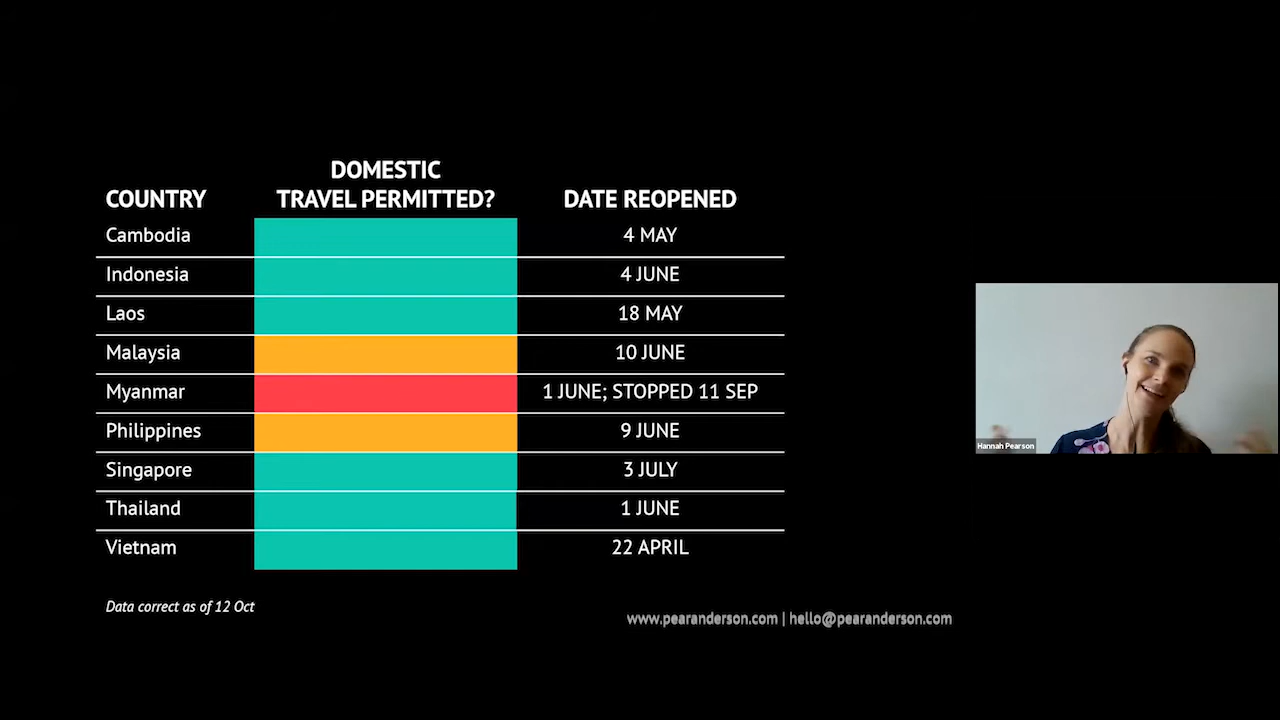 DOMESTIC
COUNTRY TRAVEL PERMITTED? DATE REOPENED
Cambodia 4 MAY
Indonesia 4 JUNE
Laos 18 MAY
Malaysia 10 JUNE
Myanmar 1 JUNE; STOPPED 11 SEP
Philippines 9 JUNE
Singapore 3 JULY
Thailand 1 JUNE
Vietnam 22 APRIL
Data correct as of 12 Oct
www.pearanderson.com | hello@pearanderson.com
Hannah Pearson